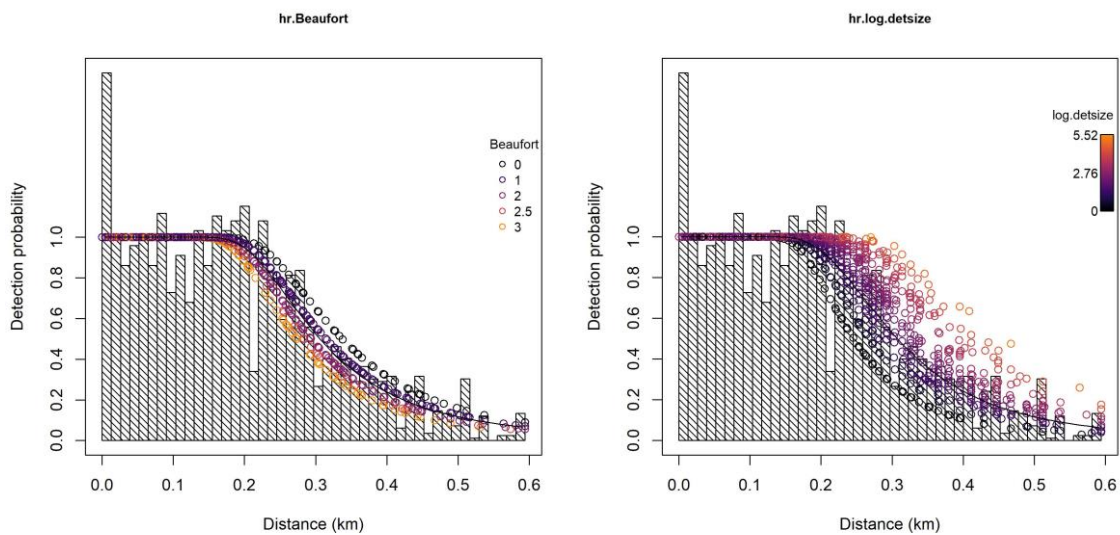 hr.Beaufort
Detection probability
1.0
0.8
0.6
0.4
0.2
0.0
Beaufort
0
1
2
2.5
3
0.0 0.1 0.2 0.3 0.4 0.5 0.6
Distance (km)
hr.log.detsize
Detection probability
1.0
0.8
0.6
0.4
0.2
0.0
log.detsize
5.52
2.76
0
0.0 0.1 0.2 0.3 0.4 0.5 0.6
Distance (km)